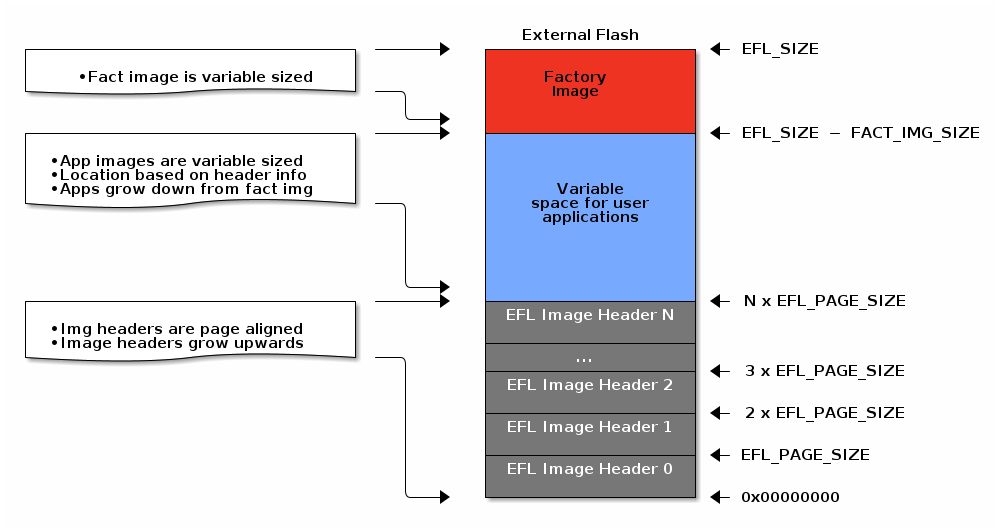 External Flash
•Fact image is variable sized
Factory
Image
EFL_SIZE
EFL_SIZE – FACT_IMG_SIZE
•App images are variable sized
•Location based on header info
•Apps grow down from fact img
Variable
space for user
applications
N x EFL_PAGE_SIZE
•Img headers are page aligned
•Image headers grow upwards
EFL Image Header N
...
3 x EFL_PAGE_SIZE
EFL Image Header 2
2 x EFL_PAGE_SIZE
EFL Image Header 1
EFL_PAGE_SIZE
EFL Image Header 0
0x00000000